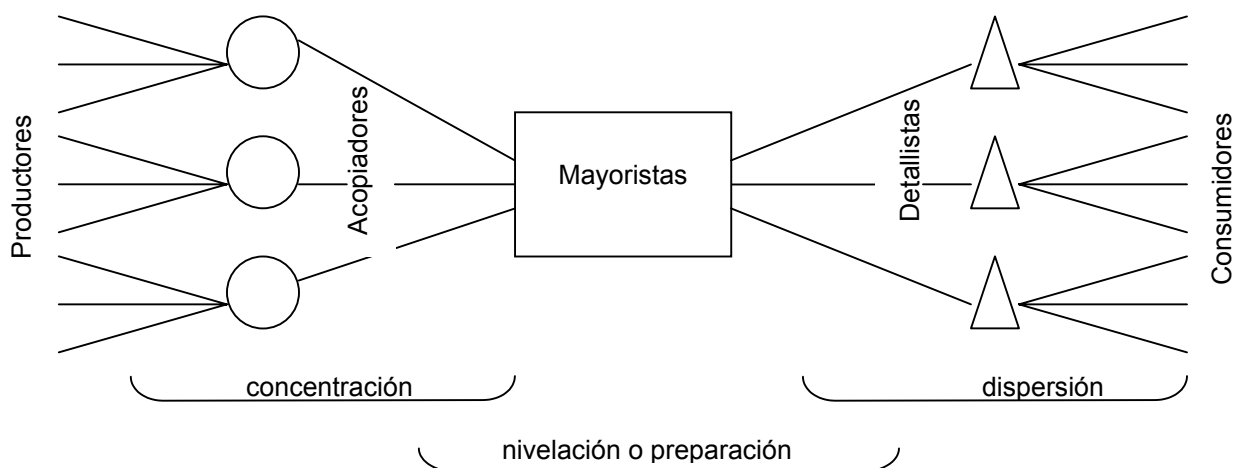 Productores
Acopiadores
Mayoristas
Detallistas
Consumidores
concentración
dispersión
nivelación o preparación